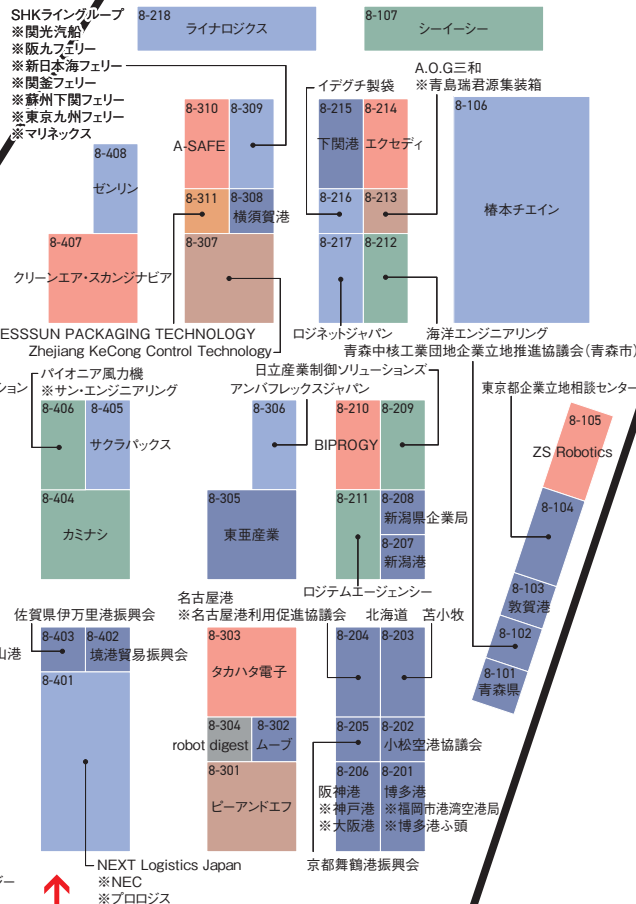 SHKライングループ
※関光汽船
※阪九フェリー
※新日本海フェリー
※関釜フェリー
※蘇州下関フェリー
※東京九州フェリー
※マリネックス
8-218
ライナロジクス
8-107
シーイーシー
イデグチ製袋
A.O.G三和
※青島瑞君源集装箱
8-310
A-SAFE
8-309
8-215
下関港
8-214
エクセディ
8-106
椿本チエイン
8-408
ゼンリン
8-311
8-308
横須賀港
8-216
8-213
8-407
クリーンエア・スカンジナビア
8-307
8-217
8-212
ESSSUN PACKAGING TECHNOLOGY
Zhejiang KeCong Control Technology
ロジネットジャパン
海洋エンジニアリング
青森中核工業団地企業立地推進協議会(青森市)
ション
パイオニア風力機
※サン・エンジニアリング
日立産業制御ソリューションズ
アンバフレックスジャパン
東京都企業立地相談センター
8-406
8-405
サクラパックス
8-306
8-210
BIPROGY
8-209
8-105
ZS Robotics
8-404
カミナシ
8-305
東亜産業
8-211
8-208
新潟県企業局
8-207
新潟港
8-104
ロジテムエージェンシー
8-103
敦賀港
8-102
8-101
青森県
佐賀県伊万里港振興会
名古屋港
※名古屋港利用促進協議会
北海道
苫小牧
山港
8-403
8-402
境港貿易振興会
8-303
タカハタ電子
8-204
8-203
8-401
8-304
robot digest
8-302
ムーブ
8-205
8-202
小松空港協議会
8-301
ピーアンドエフ
8-206
阪神港
※神戸港
※大阪港
8-201
博多港
※福岡市港湾空港局
※博多港ふ頭
京都舞鶴港振興会
NEXT Logistics Japan
※NEC
※プロロジス
ジー